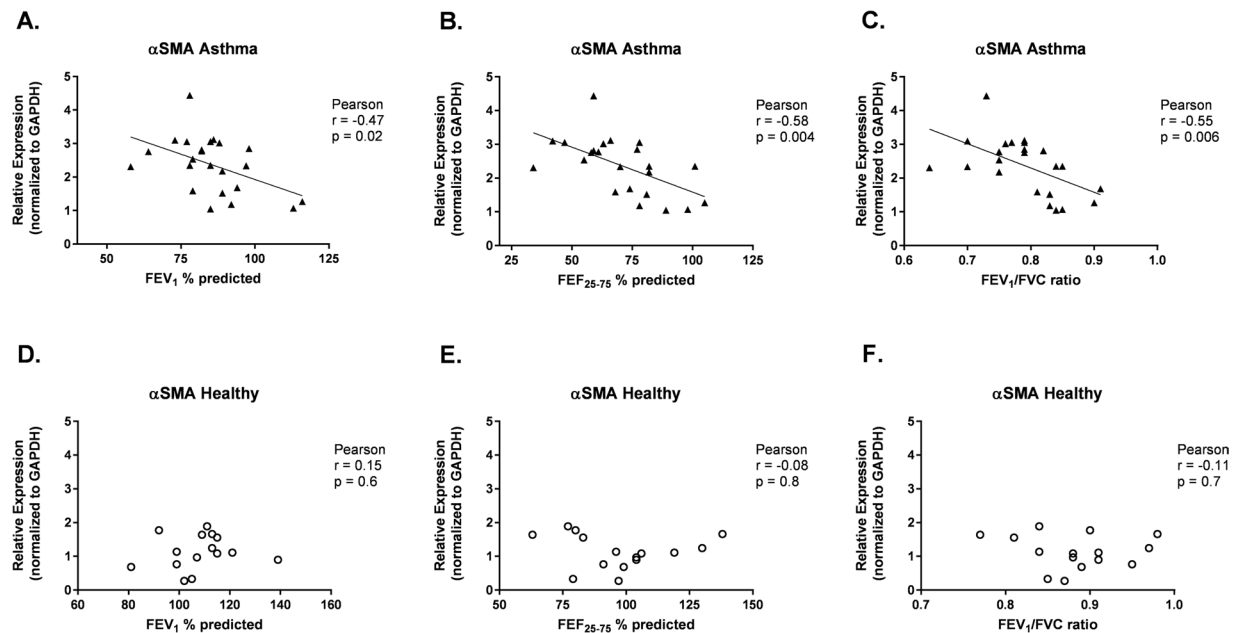 A.
αSMA Asthma
Relative Expression
(normalized to GAPDH)
5
4
3
2
1
0
50
75
100
125
FEV₁ % predicted
Pearson
r = -0.47
p = 0.02
B.
αSMA Asthma
Relative Expression
(normalized to GAPDH)
5
4
3
2
1
0
25
50
75
100
125
FEF₂₅₋₇₅ % predicted
Pearson
r = -0.58
p = 0.004
C.
αSMA Asthma
Relative Expression
(normalized to GAPDH)
5
4
3
2
1
0
0.6
0.7
0.8
0.9
1.0
FEV₁/FVC ratio
Pearson
r = -0.55
p = 0.006
D.
αSMA Healthy
Relative Expression
(normalized to GAPDH)
5
4
3
2
1
0
60
80
100
120
140
160
FEV₁ % predicted
Pearson
r = 0.15
p = 0.6
E.
αSMA Healthy
Relative Expression
(normalized to GAPDH)
5
4
3
2
1
0
50
75
100
125
150
FEF₂₅₋₇₅ % predicted
Pearson
r = -0.08
p = 0.8
F.
αSMA Healthy
Relative Expression
(normalized to GAPDH)
5
4
3
2
1
0
0.7
0.8
0.9
1.0
FEV₁/FVC ratio
Pearson
r = -0.11
p = 0.7